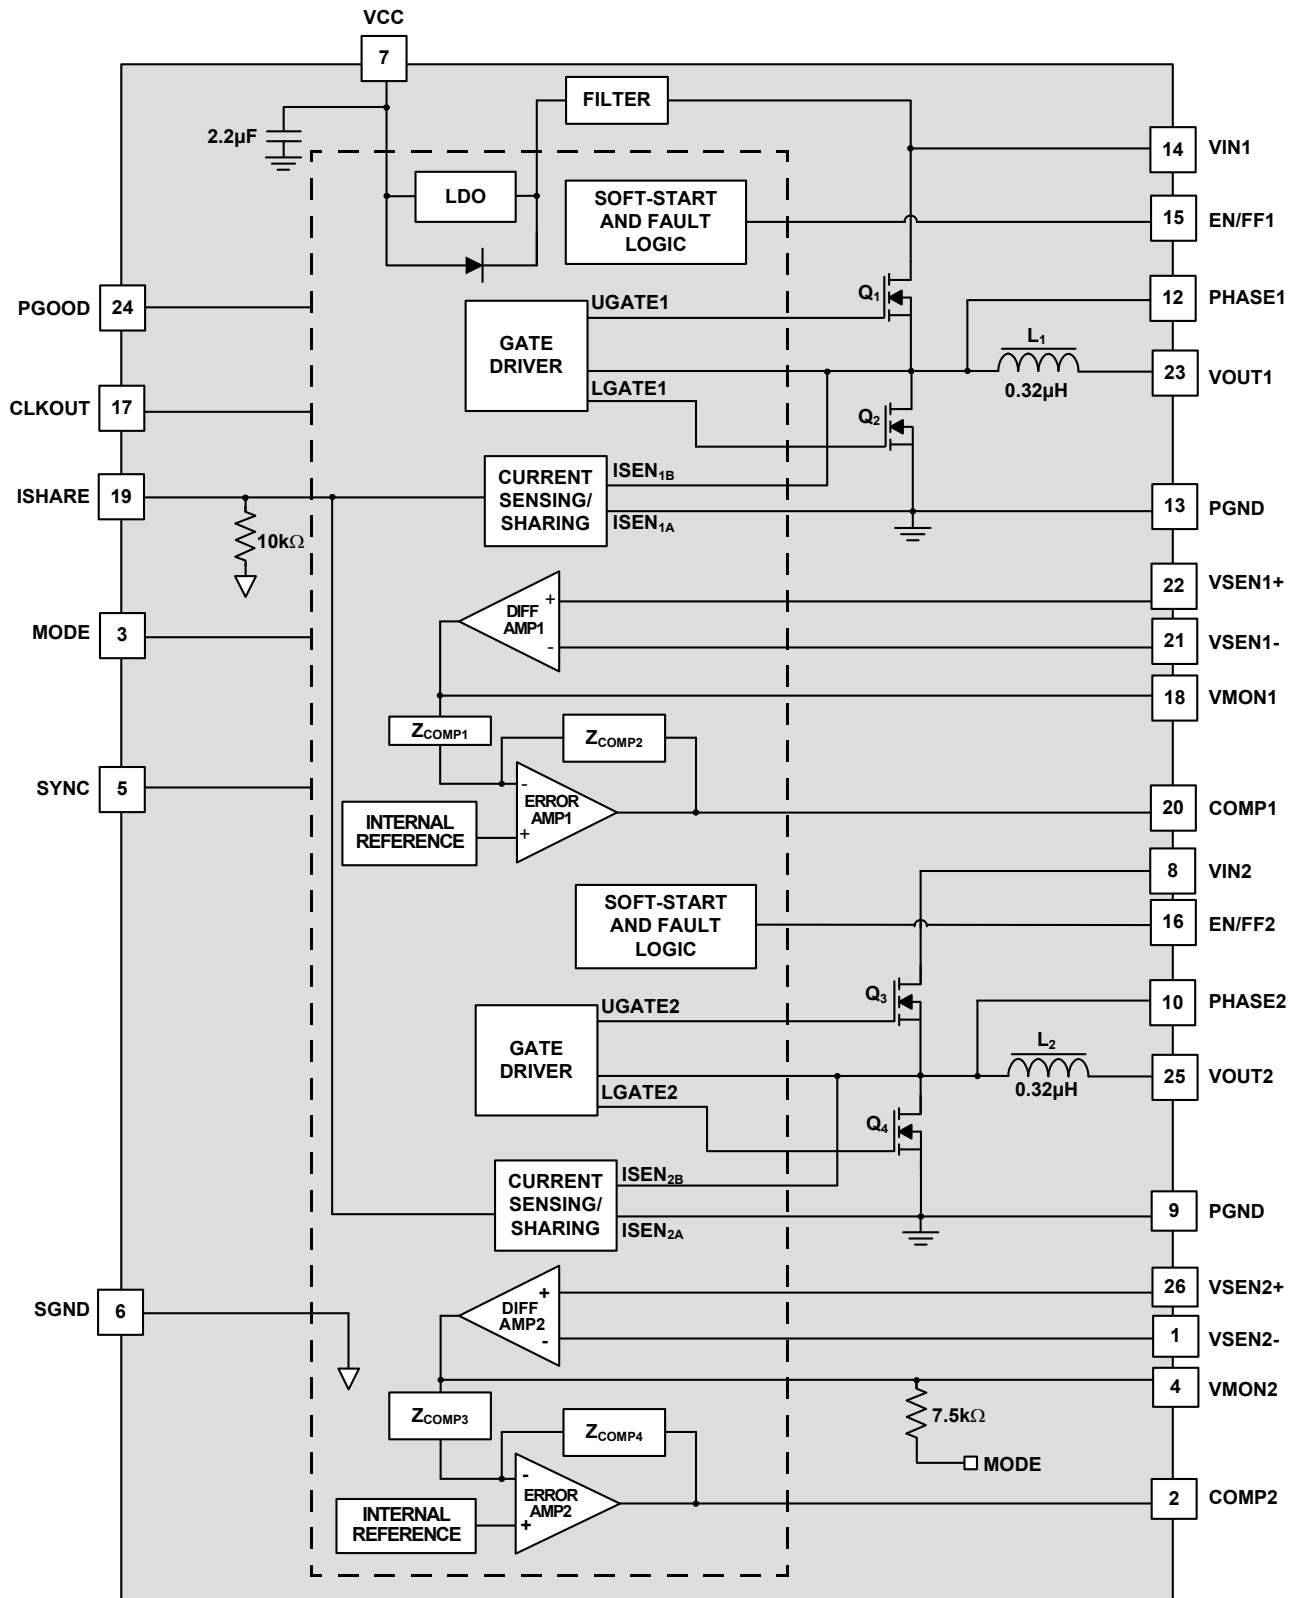 VCC
7
FILTER
2.2µF
14 VIN1
LDO
SOFT-START
AND FAULT
LOGIC
15 EN/FF1
PGOOD 24
UGATE1
Q1
12 PHASE1
GATE
DRIVER
L1
0.32µH
23 VOUT1
LGATE1
CLKOUT 17
Q2
ISHARE 19
CURRENT
SENSING/
SHARING
ISEN1B
ISEN1A
13 PGND
10kΩ
22 VSEN1+
+
DIFF
AMP1
-
MODE 3
21 VSEN1-
18 VMON1
ZCOMP1
ZCOMP2
SYNC 5
-
ERROR
AMP1
+
INTERNAL
REFERENCE
20 COMP1
8 VIN2
SOFT-START
AND FAULT
LOGIC
16 EN/FF2
Q3
10 PHASE2
UGATE2
GATE
DRIVER
L2
0.32µH
25 VOUT2
LGATE2
Q4
CURRENT
SENSING/
SHARING
ISEN2B
ISEN2A
9 PGND
SGND 6
26 VSEN2+
+
DIFF
AMP2
-
1 VSEN2-
4 VMON2
ZCOMP3
7.5kΩ
ZCOMP4
MODE
-
ERROR
AMP2
+
INTERNAL
REFERENCE
2 COMP2